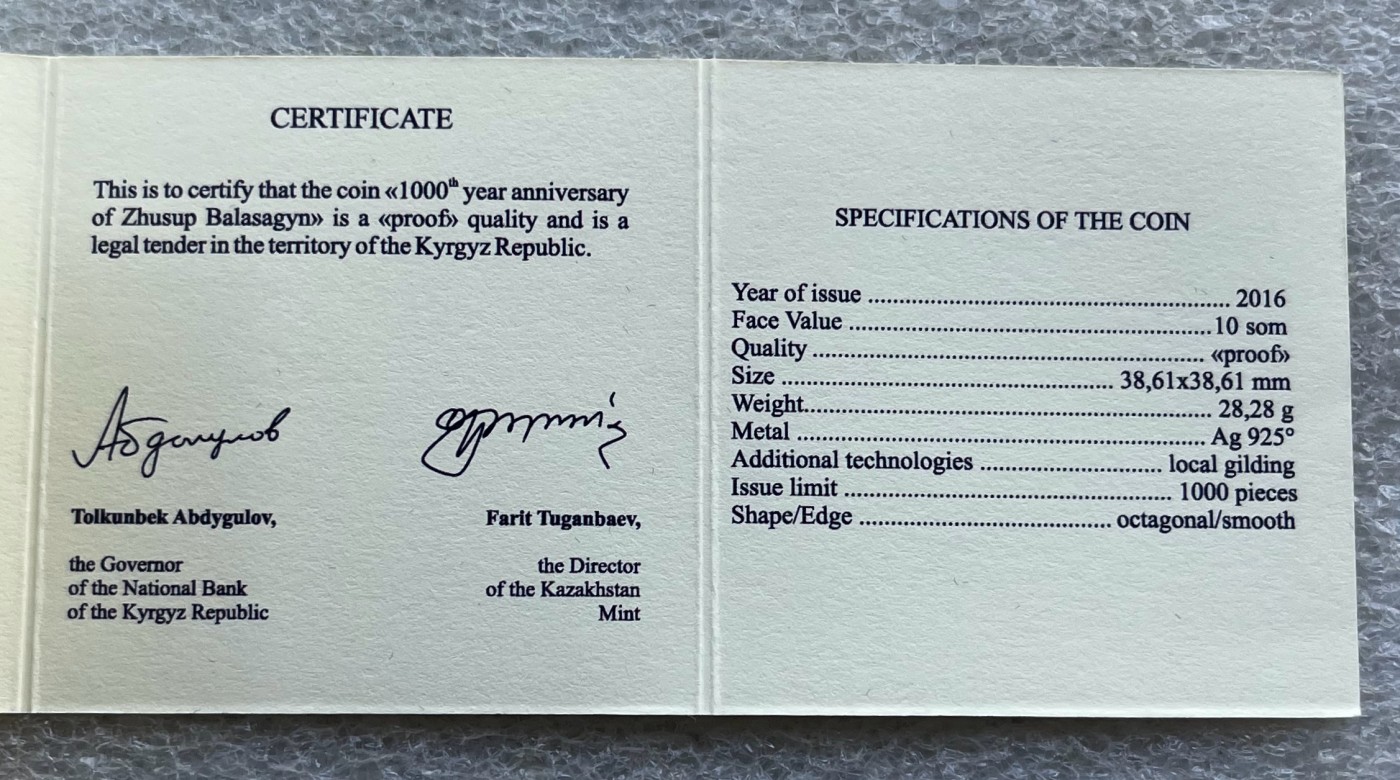 CERTIFICATE
This is to certify that the coin «1000th year anniversary
of Zhusup Balasagyn» is a «proof» quality and is a
legal tender in the territory of the Kyrgyz Republic.
Абдыгулов
Tolkunbek Abdygulov,
the Governor
of the National Bank
of the Kyrgyz Republic
Farit Tuganbaev,
the Director
of the Kazakhstan
Mint
SPECIFICATIONS OF THE COIN
Year of issue ........................................................ 2016
Face Value ........................................................ 10 som
Quality ............................................................ «proof»
Size .................................................... 38,61x38,61 mm
Weight............................................................... 28,28 g
Metal ............................................................... Ag 925°
Additional technologies ............................ local gilding
Issue limit .................................................. 1000 pieces
Shape/Edge ....................................... octagonal/smooth